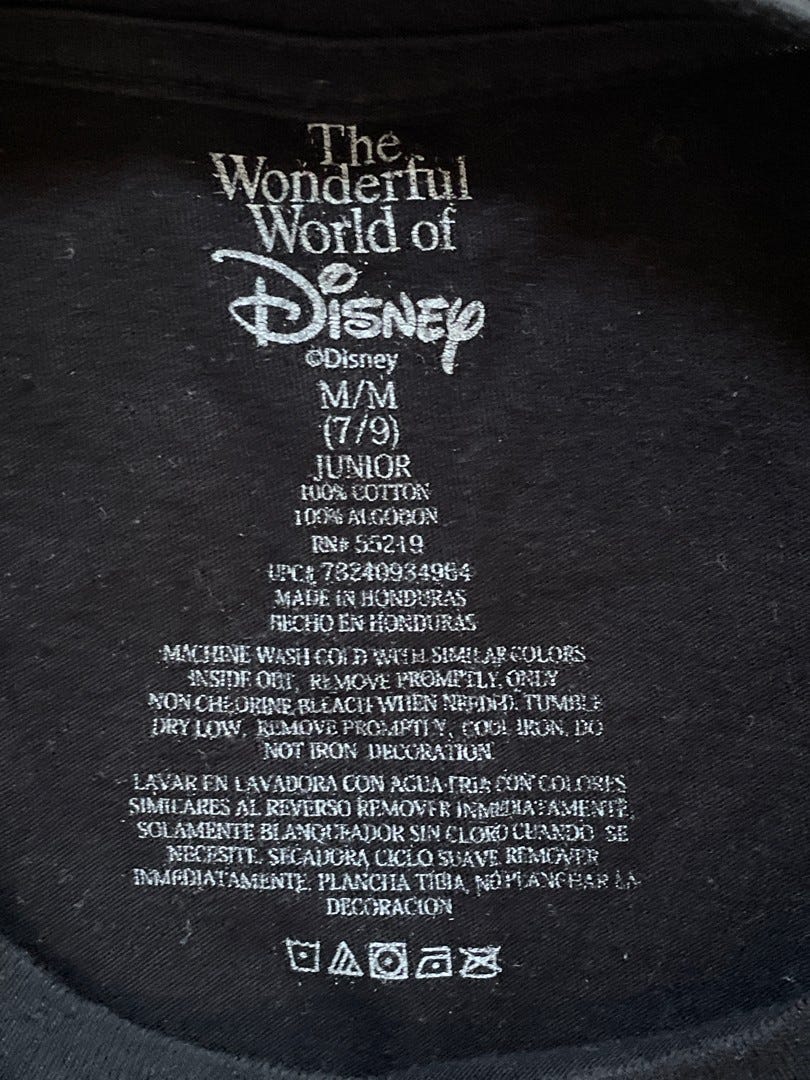 The
Wonderful
World of
Disney
©Disney
M/M
(7/9)
JUNIOR
100% COTTON
100% ALGODON
RN# 55219
UPC# 78240934964
MADE IN HONDURAS
HECHO EN HONDURAS
MACHINE WASH COLD WITH SIMILAR COLORS
INSIDE OUT, REMOVE PROMPTLY, ONLY
NON CHLORINE BLEACH WHEN NEEDED. TUMBLE
DRY LOW, REMOVE PROMPTLY, COOL IRON, DO
NOT IRON DECORATION.
LAVAR EN LAVADORA CON AGUA FRIA CON COLORES
SIMILARES AL REVERSO REMOVER INMEDIATAMENTE,
SOLAMENTE BLANQUEADOR SIN CLORO CUANDO SE
NECESITE. SECADORA CICLO SUAVE REMOVER
INMEDIATAMENTE. PLANCHA TIBIA, NO PLANCHAR LA
DECORACION